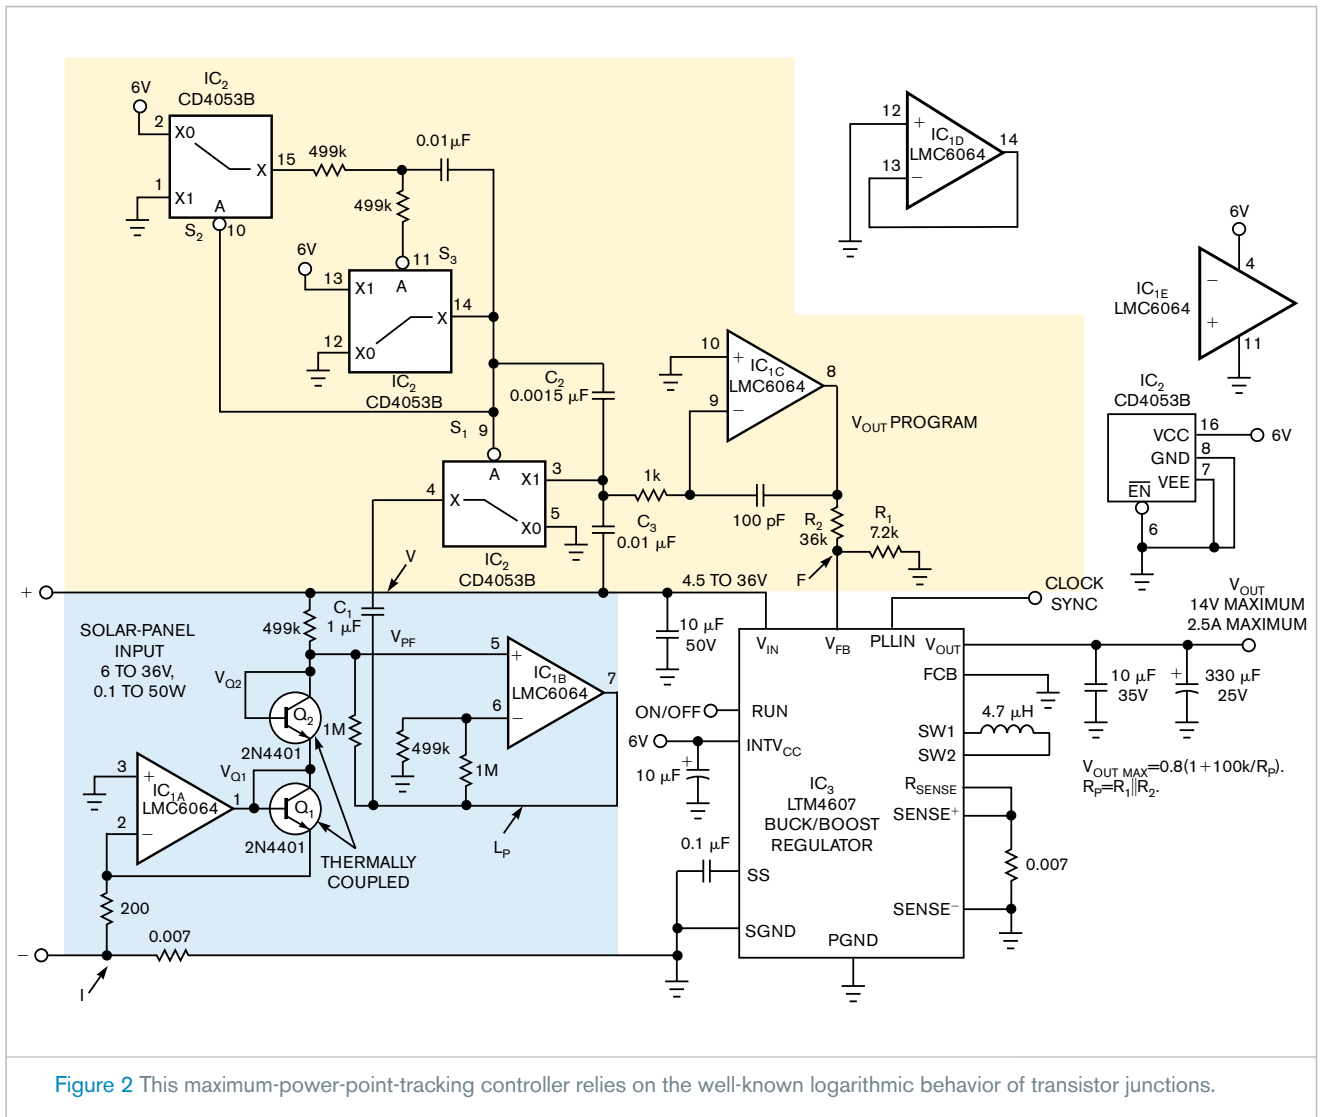 IC2
CD4053B
6V
2
X0
X
15
499k
0.01µF
1
X1
A
S2
10
499k
6V
13
X1
11
S3
A
X
14
12
X0
IC2
CD4053B
C2
0.0015 µF
S1
9
4
X
A
X1
3
X0
5
IC2
CD4053B
C3
0.01 µF
1k
100 pF
10
+
IC1C
LMC6064
9
−
8
VOUT PROGRAM
R2
36k
R1
7.2k
F
12
+
IC1D
LMC6064
13
−
14
6V
4
IC1E
LMC6064
−
+
11
IC2
CD4053B
VCC
16
6V
GND
8
VEE
7
EN
6
+
V
4.5 TO 36V
CLOCK
SYNC
VOUT
14V MAXIMUM
2.5A MAXIMUM
SOLAR-PANEL
INPUT
6 TO 36V,
0.1 TO 50W
499k
C1
1 µF
VPF
5
+
IC1B
LMC6064
6
−
7
VQ2
Q2
2N4401
1M
499k
1M
VQ1
Q1
2N4401
3
+
IC1A
LMC6064
1
2
−
THERMALLY
COUPLED
LP
200
0.007
−
I
10 µF
50V
VIN
VFB
PLLIN
VOUT
FCB
10 µF
35V
+
330 µF
25V
ON/OFF
RUN
6V
INTVCC
+
10 µF
4.7 µH
SW1
SW2
IC3
LTM4607
BUCK/BOOST
REGULATOR
RSENSE
SENSE+
0.007
SENSE−
0.1 µF
SS
SGND
PGND
VOUT MAX=0.8(1+100k/RP).
RP=R1||R2.
Figure 2 This maximum-power-point-tracking controller relies on the well-known logarithmic behavior of transistor junctions.